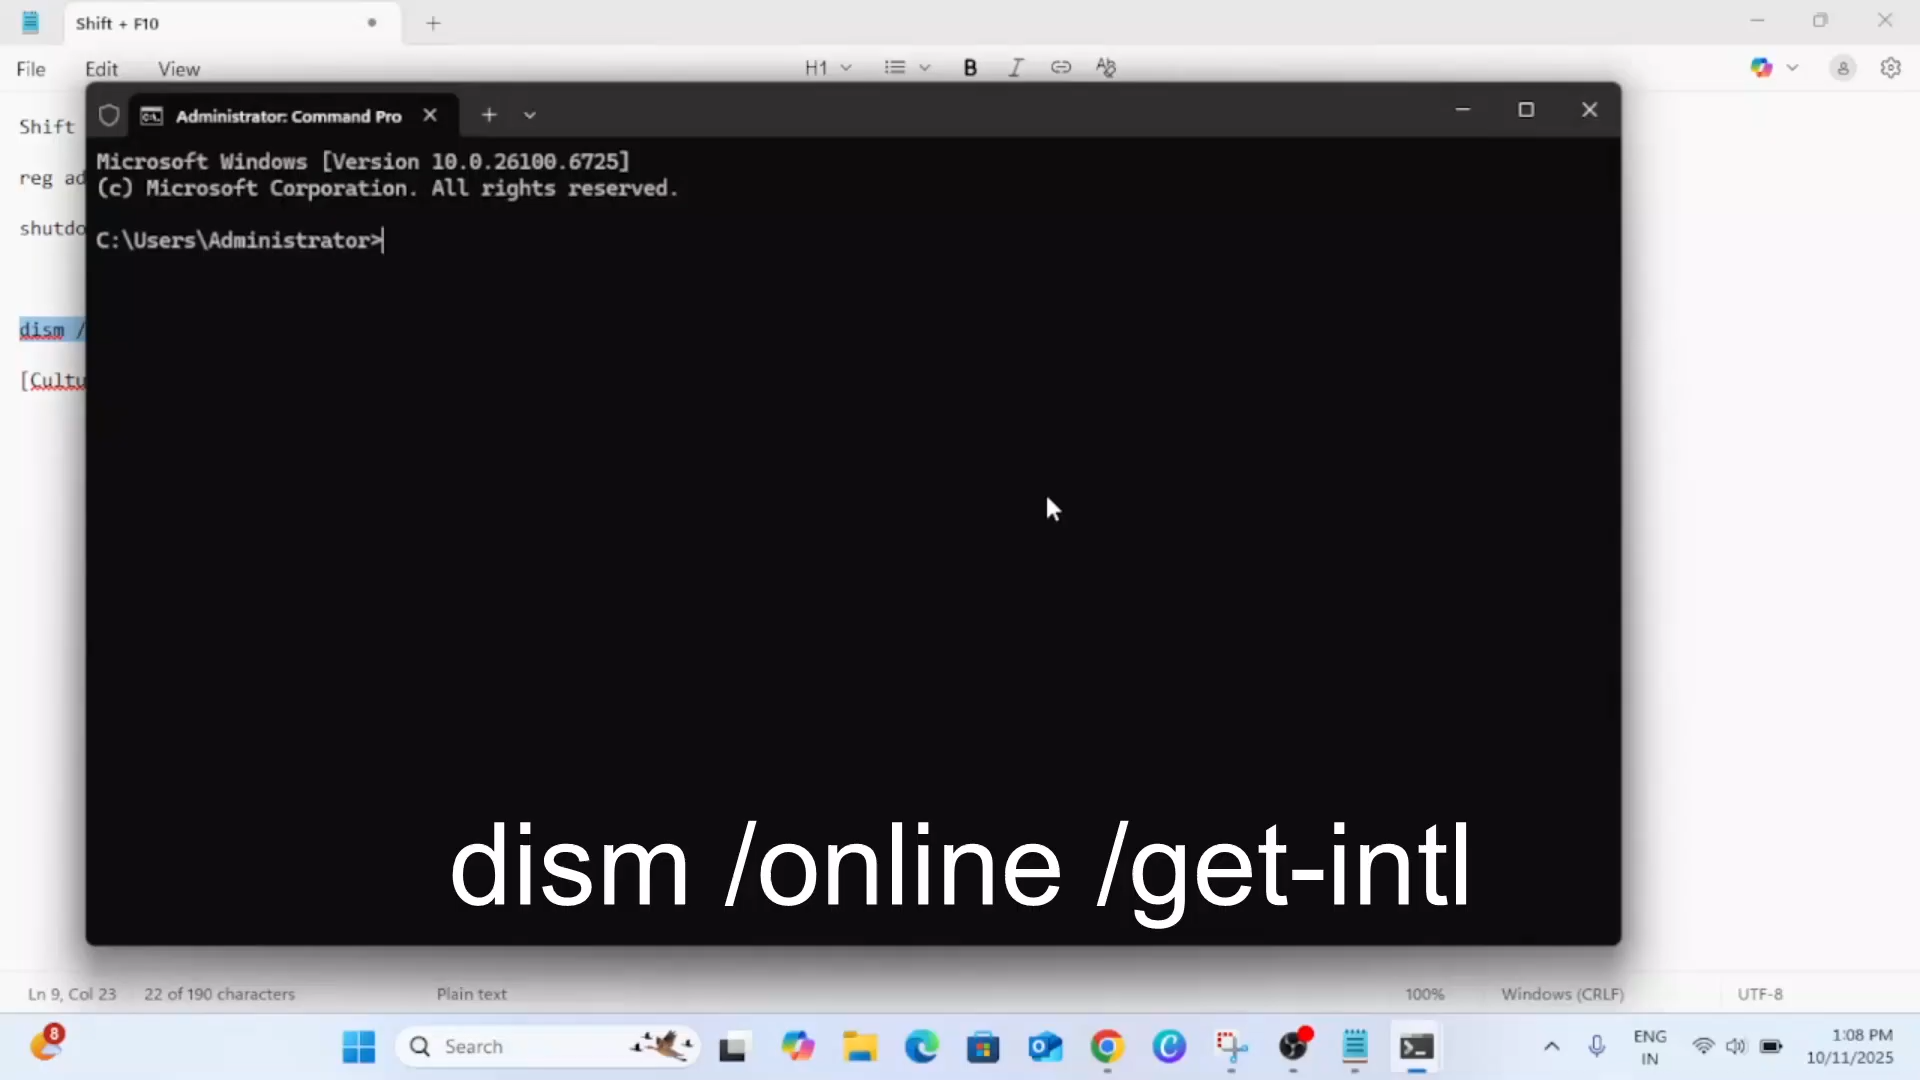 Shift + F10
File Edit View H1 B I
Shift
reg ad
shutdo
dism /
[Cultu
Administrator: Command Pro
Microsoft Windows [Version 10.0.26100.6725]
(c) Microsoft Corporation. All rights reserved.
C:\Users\Administrator>
dism /online /get-intl
Ln 9, Col 23 22 of 190 characters Plain text 100% Windows (CRLF) UTF-8
8 Search ENG 1:08 PM
IN 10/11/2025